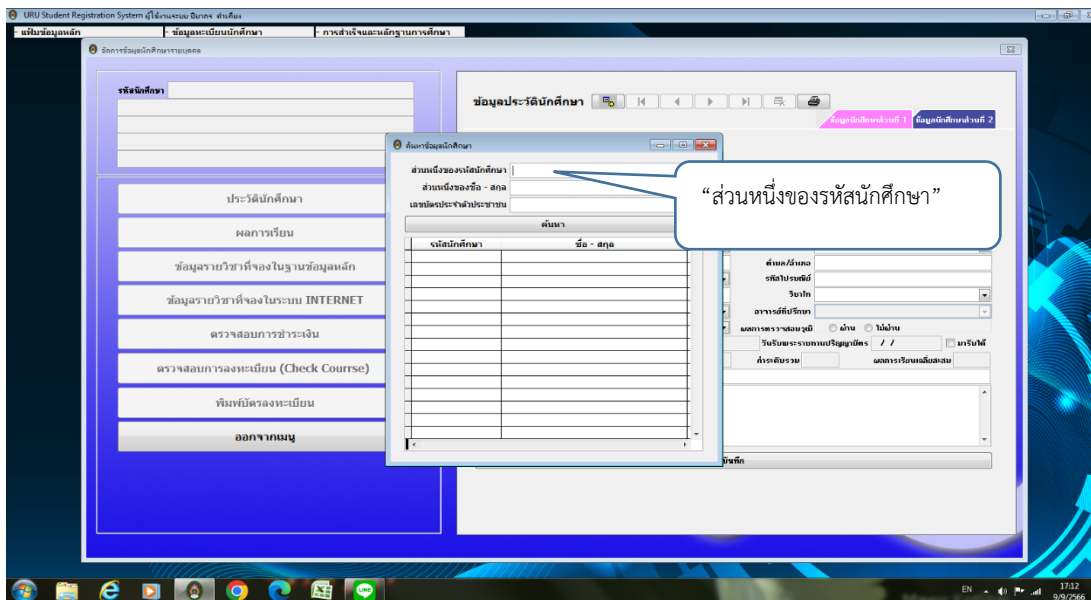 URU Student Registration System ผู้ใช้งานระบบ ปิยาภร คำเทียง
- แฟ้มข้อมูลหลัก
- ข้อมูลทะเบียนนักศึกษา
- การสำเร็จและหลักฐานการศึกษา
จัดการข้อมูลนักศึกษารายบุคคล
รหัสนักศึกษา
ประวัตินักศึกษา
ผลการเรียน
ข้อมูลรายวิชาที่จองในฐานข้อมูลหลัก
ข้อมูลรายวิชาที่จองในระบบ INTERNET
ตรวจสอบการชำระเงิน
ตรวจสอบการลงทะเบียน (Check Courrse)
พิมพ์บัตรลงทะเบียน
ออกจากเมนู
ข้อมูลประวัตินักศึกษา
ข้อมูลนักศึกษาส่วนที่ 1
ข้อมูลนักศึกษาส่วนที่ 2
ค้นหาข้อมูลนักศึกษา
ส่วนหนึ่งของรหัสนักศึกษา
ส่วนหนึ่งของชื่อ - สกุล
เลขบัตรประจำตัวประชาชน
ค้นหา
รหัสนักศึกษา
ชื่อ - สกุล
“ส่วนหนึ่งของรหัสนักศึกษา”
ตำบล/อำเภอ
รหัสไปรษณีย์
วิชาโท
อาจารย์ที่ปรึกษา
ผลการตรวจสอบวุฒิ ผ่าน ไม่ผ่าน
วันรับพระราชทานปริญญาบัตร / / มารับได้
ค่าระดับรวม
ผลการเรียนเฉลี่ยสะสม
EN
17:12
9/9/2566